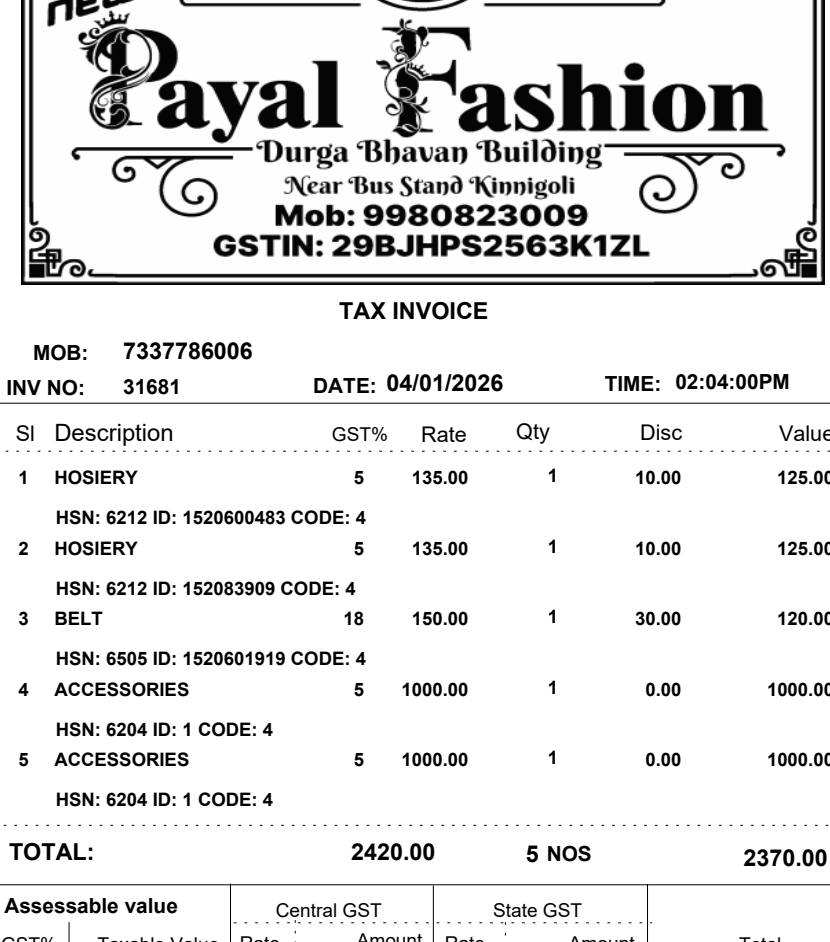 new
Payal Fashion
Durga Bhavan Building
Near Bus Stand Kinnigoli
Mob: 9980823009
GSTIN: 29BJHPS2563K1ZL
TAX INVOICE
MOB: 7337786006
INV NO: 31681 DATE: 04/01/2026 TIME: 02:04:00PM
Sl Description GST% Rate Qty Disc Value
1 HOSIERY 5 135.00 1 10.00 125.00
HSN: 6212 ID: 1520600483 CODE: 4
2 HOSIERY 5 135.00 1 10.00 125.00
HSN: 6212 ID: 152083909 CODE: 4
3 BELT 18 150.00 1 30.00 120.00
HSN: 6505 ID: 1520601919 CODE: 4
4 ACCESSORIES 5 1000.00 1 0.00 1000.00
HSN: 6204 ID: 1 CODE: 4
5 ACCESSORIES 5 1000.00 1 0.00 1000.00
HSN: 6204 ID: 1 CODE: 4
TOTAL: 2420.00 5 NOS 2370.00
Assessable value Central GST State GST
GST% Taxable Value Rate Amount Rate Amount Total